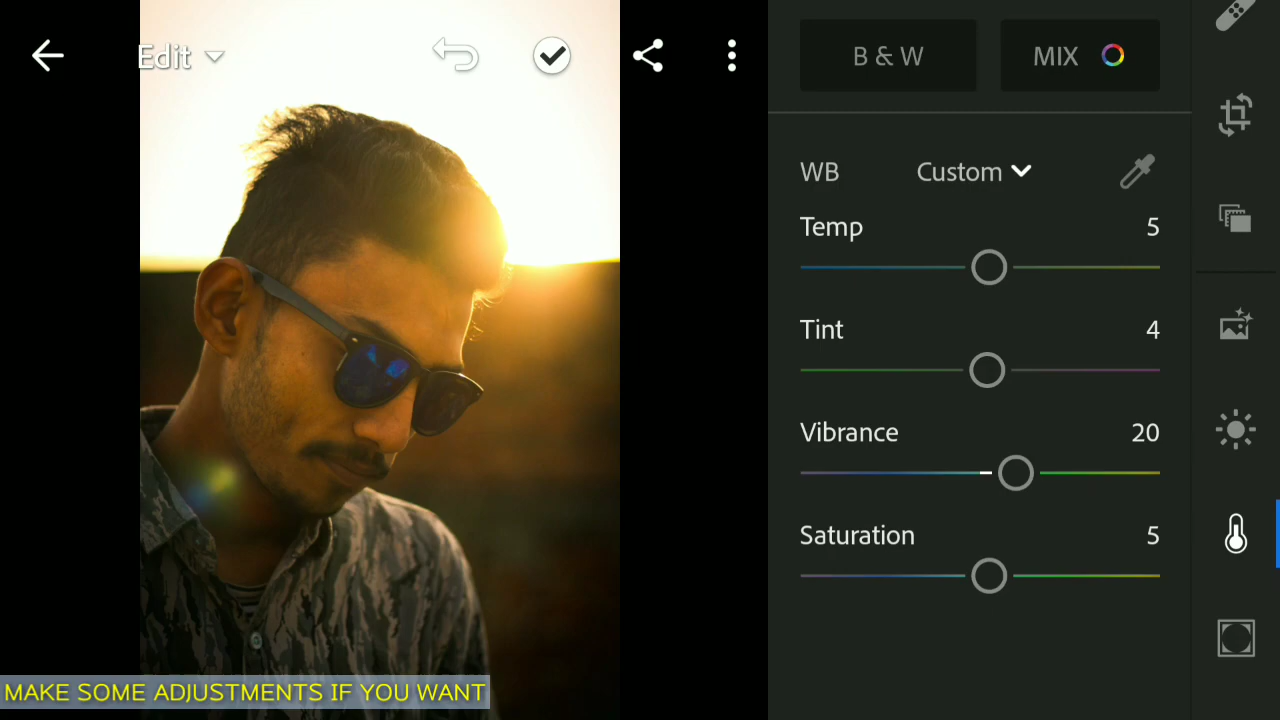 Edit
B & W
MIX
WB
Custom
Temp
5
Tint
4
Vibrance
20
Saturation
5
MAKE SOME ADJUSTMENTS IF YOU WANT